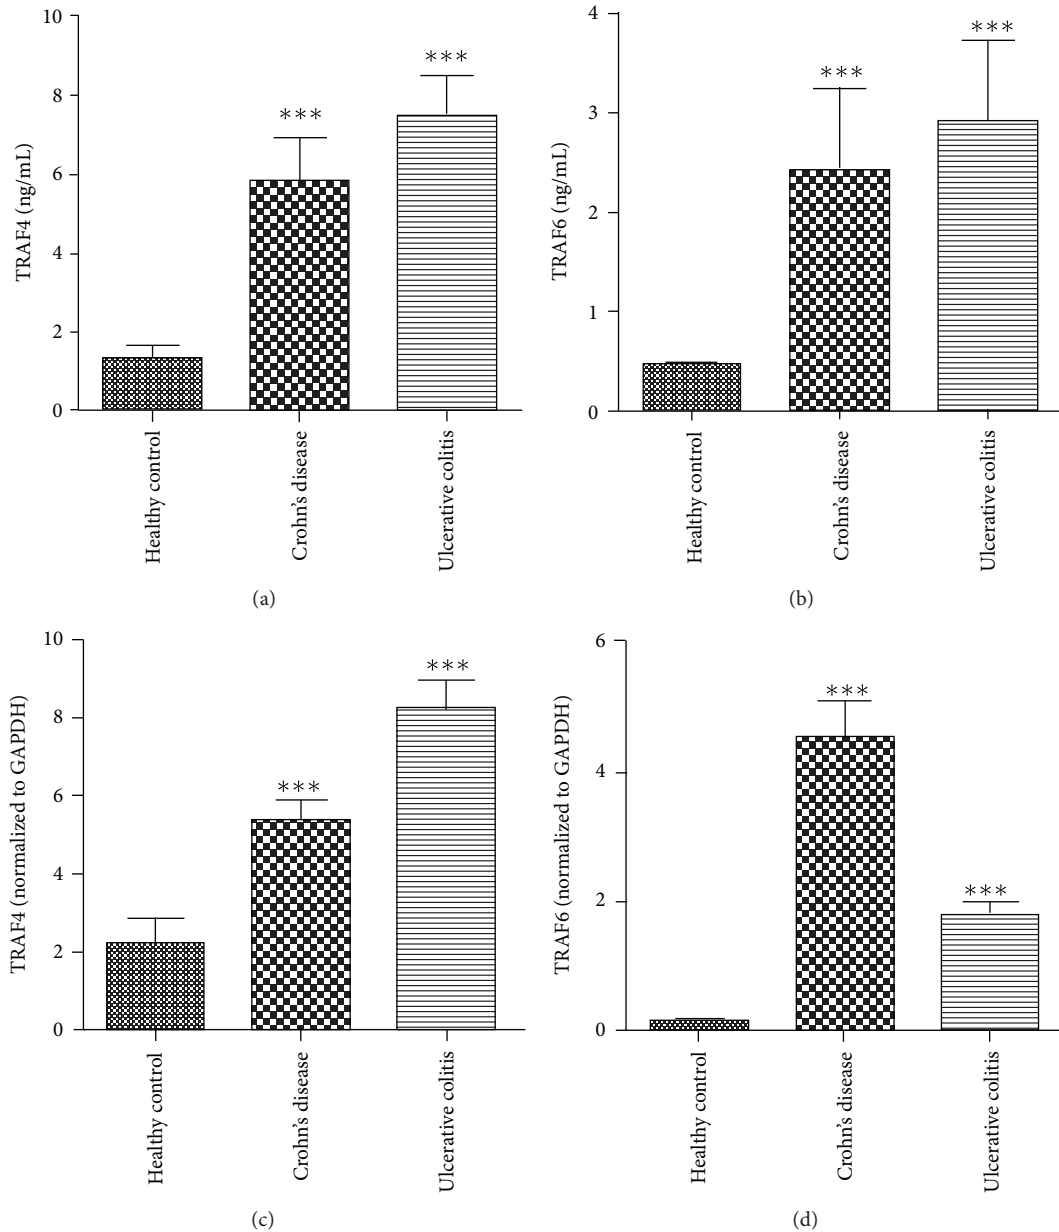 10
8
6
4
2
0
TRAF4 (ng/mL)
***
***
Healthy control
Crohn's disease
Ulcerative colitis
(a)
4
3
2
1
0
TRAF6 (ng/mL)
***
***
Healthy control
Crohn's disease
Ulcerative colitis
(b)
10
8
6
4
2
0
TRAF4 (normalized to GAPDH)
***
***
Healthy control
Crohn's disease
Ulcerative colitis
(c)
6
4
2
0
TRAF6 (normalized to GAPDH)
***
***
Healthy control
Crohn's disease
Ulcerative colitis
(d)